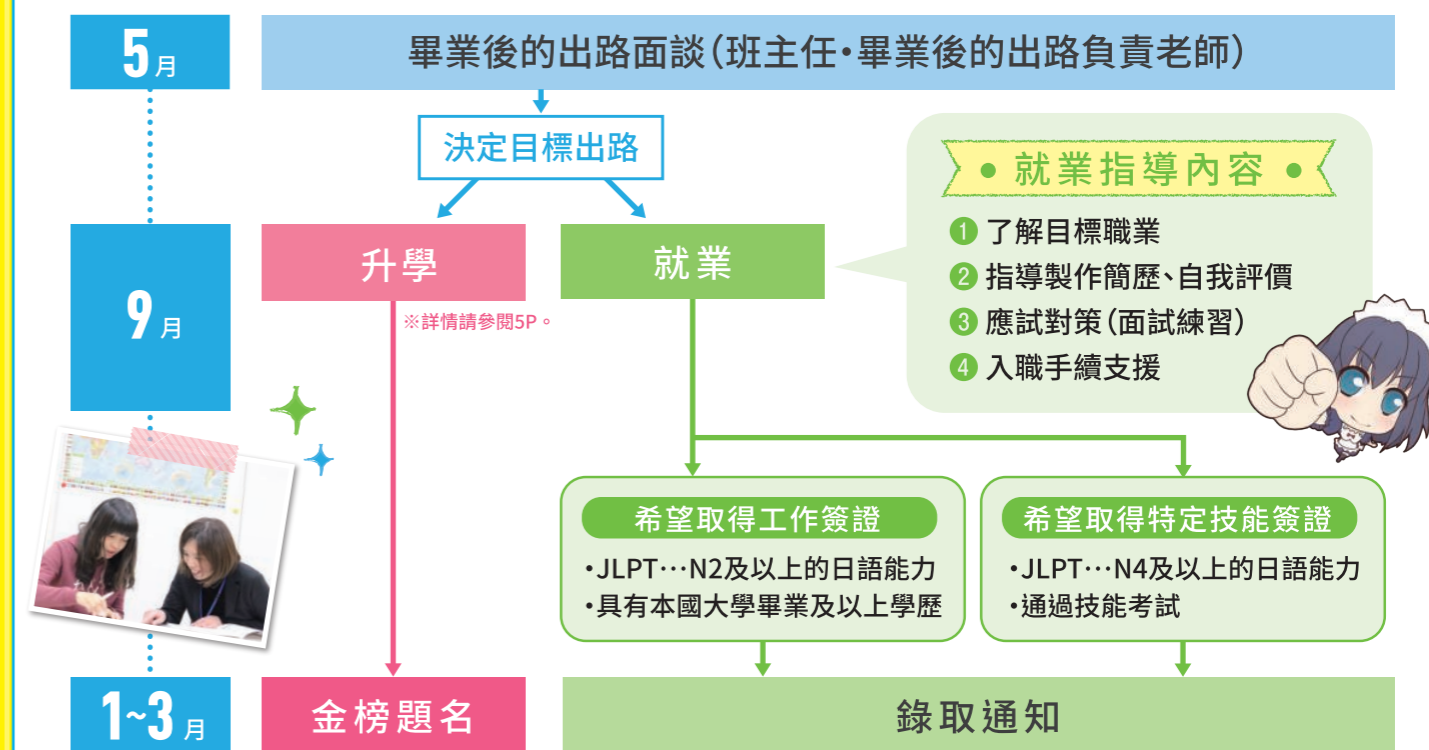 5月
畢業後的出路面談(班主任・畢業後的出路負責老師)
決定目標出路
9月
升學
※詳情請參閱5P。
就業
•就業指導內容•
❶了解目標職業
❷指導製作簡歷、自我評價
❸應試對策(面試練習)
❹入職手續支援
希望取得工作簽證
・JLPT…N2及以上的日語能力
・具有本國大學畢業及以上學歷
希望取得特定技能簽證
・JLPT…N4及以上的日語能力
・通過技能考試
1~3月
金榜題名
錄取通知